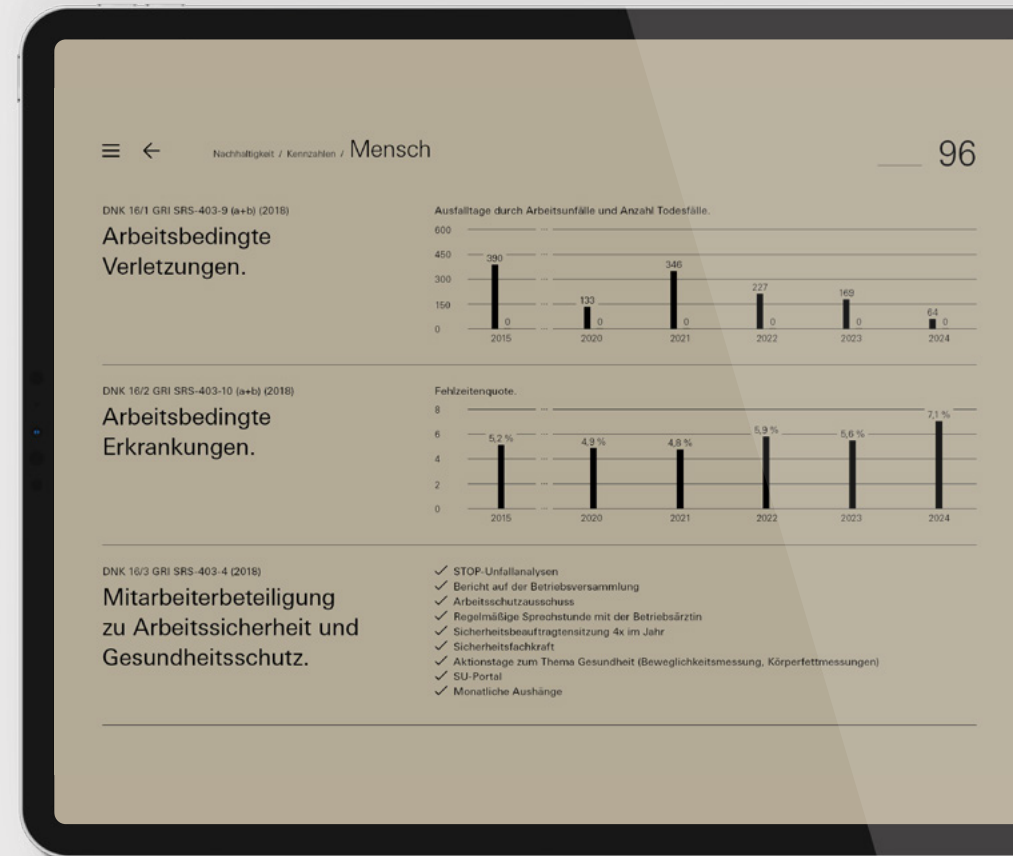 Nachhaltigkeit / Kennzahlen / Mensch
96
DNK 16/1 GRI SRS-403-9 (a+b) (2018)
Arbeitsbedingte
Verletzungen.
Ausfalltage durch Arbeitsunfälle und Anzahl Todesfälle.
600
450
300
150
0
390
0
133
0
346
0
227
0
169
0
64
0
2015
2020
2021
2022
2023
2024
DNK 16/2 GRI SRS-403-10 (a+b) (2018)
Arbeitsbedingte
Erkrankungen.
Fehlzeitenquote.
8
6
4
2
0
5,2 %
4,9 %
4,8 %
5,9 %
5,6 %
7,1 %
2015
2020
2021
2022
2023
2024
DNK 16/3 GRI SRS-403-4 (2018)
Mitarbeiterbeteiligung
zu Arbeitssicherheit und
Gesundheitsschutz.
✓ STOP-Unfallanalysen
✓ Bericht auf der Betriebsversammlung
✓ Arbeitsschutzausschuss
✓ Regelmäßige Sprechstunde mit der Betriebsärztin
✓ Sicherheitsbeauftragtensitzung 4x im Jahr
✓ Sicherheitsfachkraft
✓ Aktionstage zum Thema Gesundheit (Beweglichkeitsmessung, Körperfettmessungen)
✓ SU-Portal
✓ Monatliche Aushänge